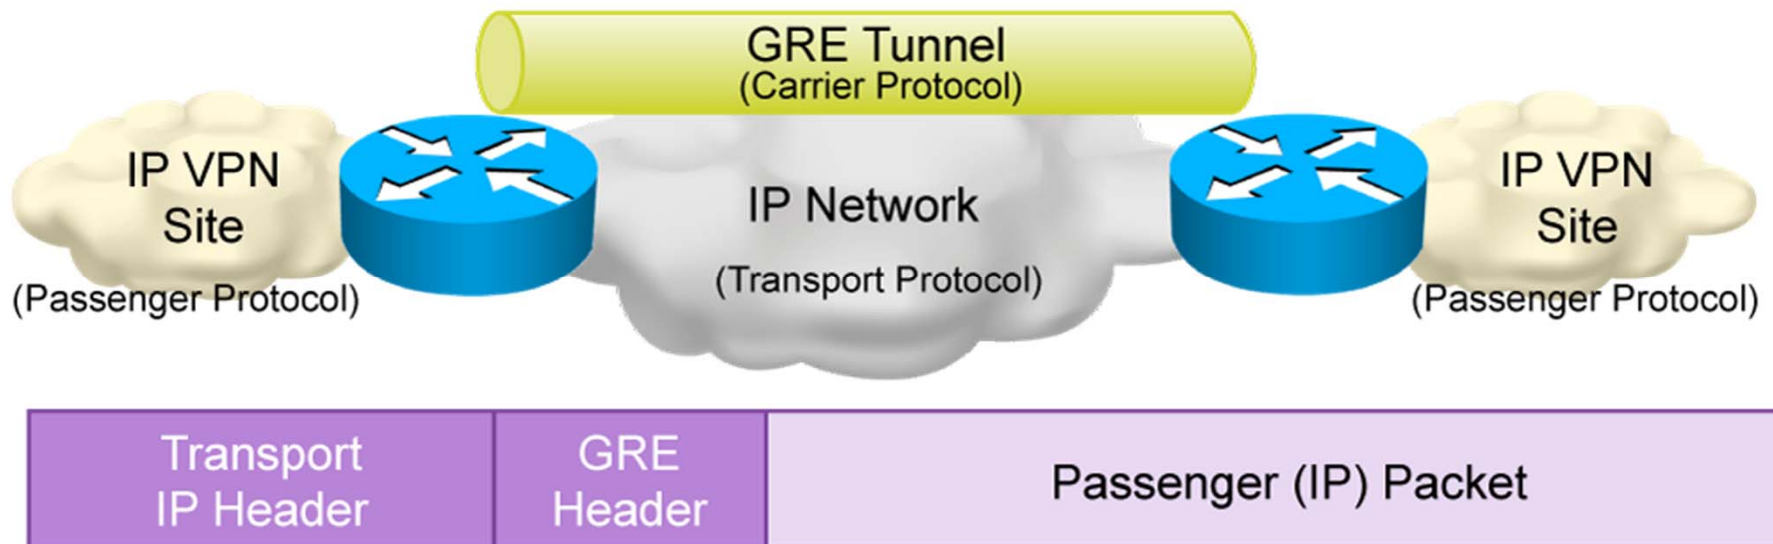 GRE Tunnel
(Carrier Protocol)
IP VPN
Site
(Passenger Protocol)
IP Network
(Transport Protocol)
IP VPN
Site
(Passenger Protocol)
Transport
IP Header
GRE
Header
Passenger (IP) Packet